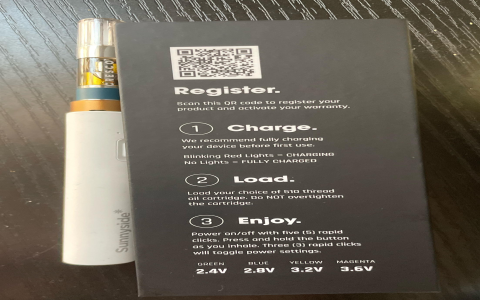 Register.
Scan this QR code to register your
product and activate your warranty.
1 Charge.
We recommend fully charging
your device before first use.
Blinking Red Lights = CHARGING
No Lights = FULLY CHARGED
2 Load.
Load your choice of 510 thread
oil cartridge. Do NOT overtighten
the cartridge.
3 Enjoy.
Power on/off with five (5) rapid
clicks. Press and hold the button
as you inhale. Three (3) rapid clicks
will toggle power settings.
GREEN BLUE YELLOW MAGENTA
2.4V 2.8V 3.2V 3.6V
Sunnyside*